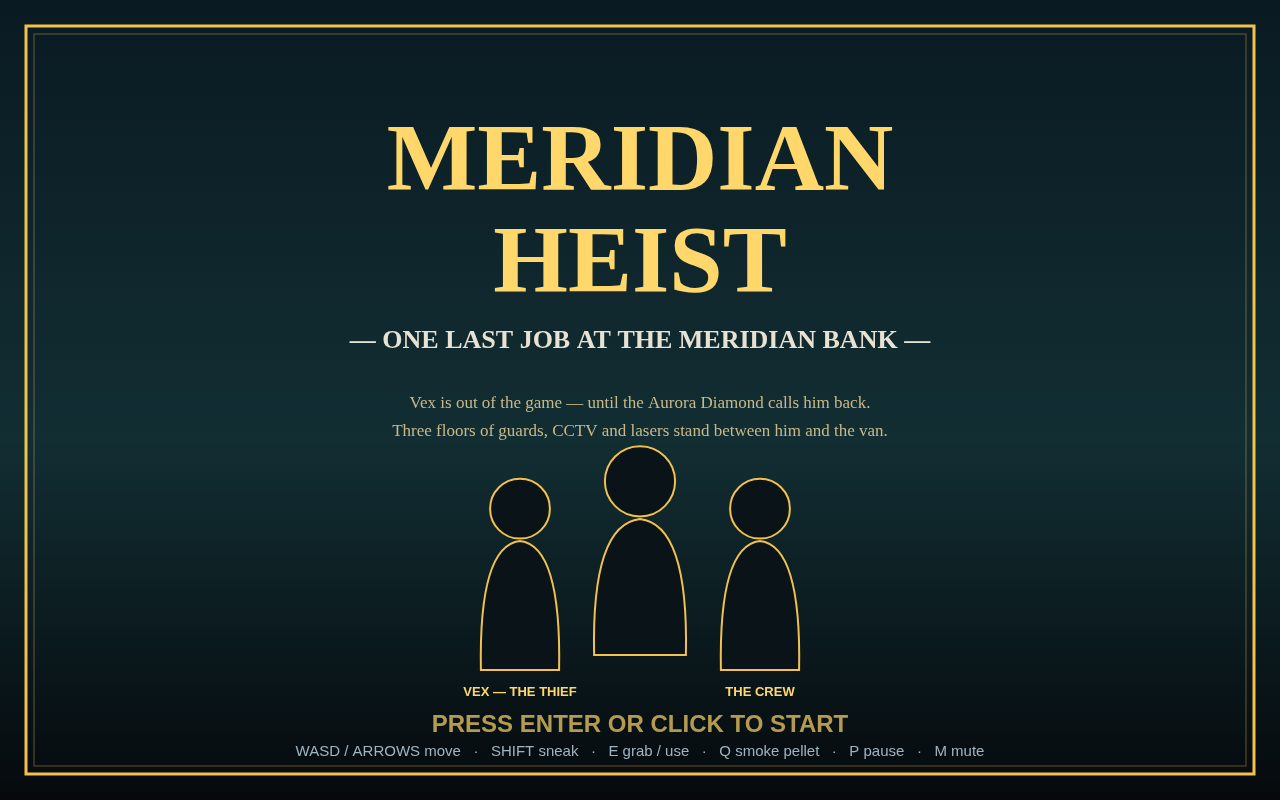 MERIDIAN
HEIST
— ONE LAST JOB AT THE MERIDIAN BANK —
Vex is out of the game — until the Aurora Diamond calls him back.
Three floors of guards, CCTV and lasers stand between him and the van.
VEX — THE THIEF THE CREW
PRESS ENTER OR CLICK TO START
WASD / ARROWS move · SHIFT sneak · E grab / use · Q smoke pellet · P pause · M mute